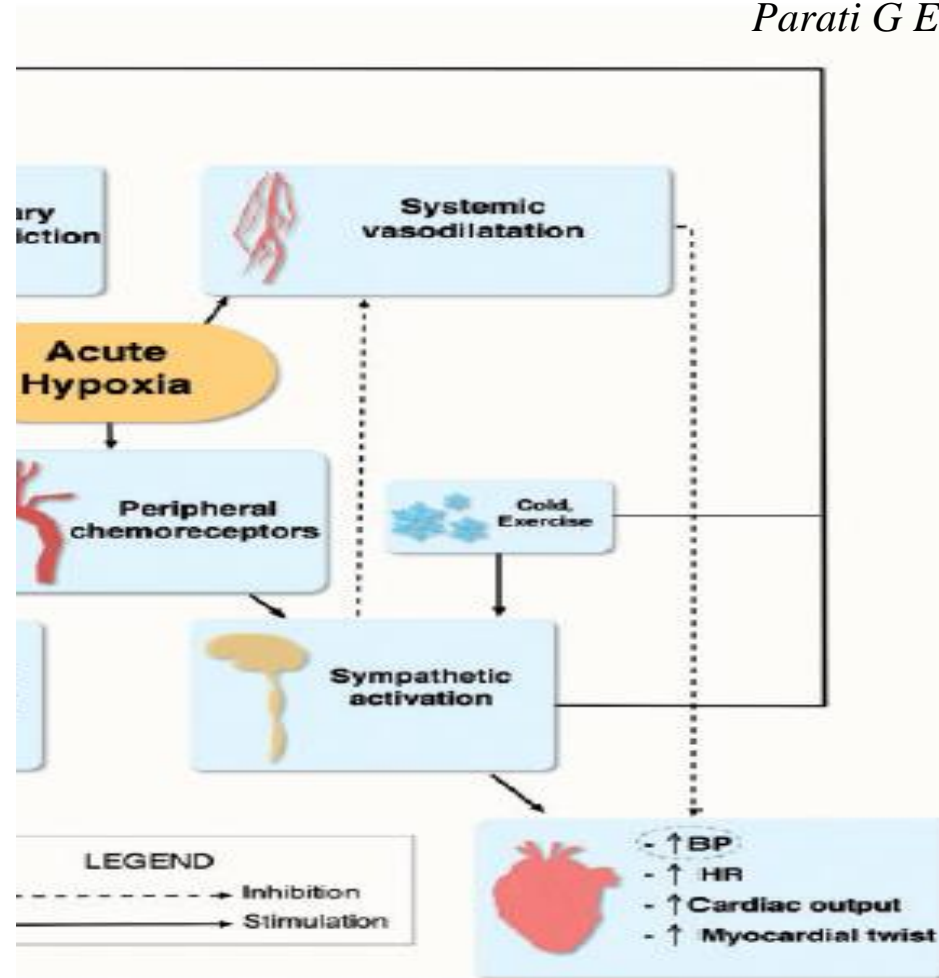 Parati G E
ary
iction
Systemic
vasodilatation
Acute
Hypoxia
Peripheral
chemoreceptors
Cold,
Exercise
Sympathetic
activation
LEGEND
Inhibition
Stimulation
- ↑ BP
- ↑ HR
- ↑ Cardiac output
- ↑ Myocardial twist